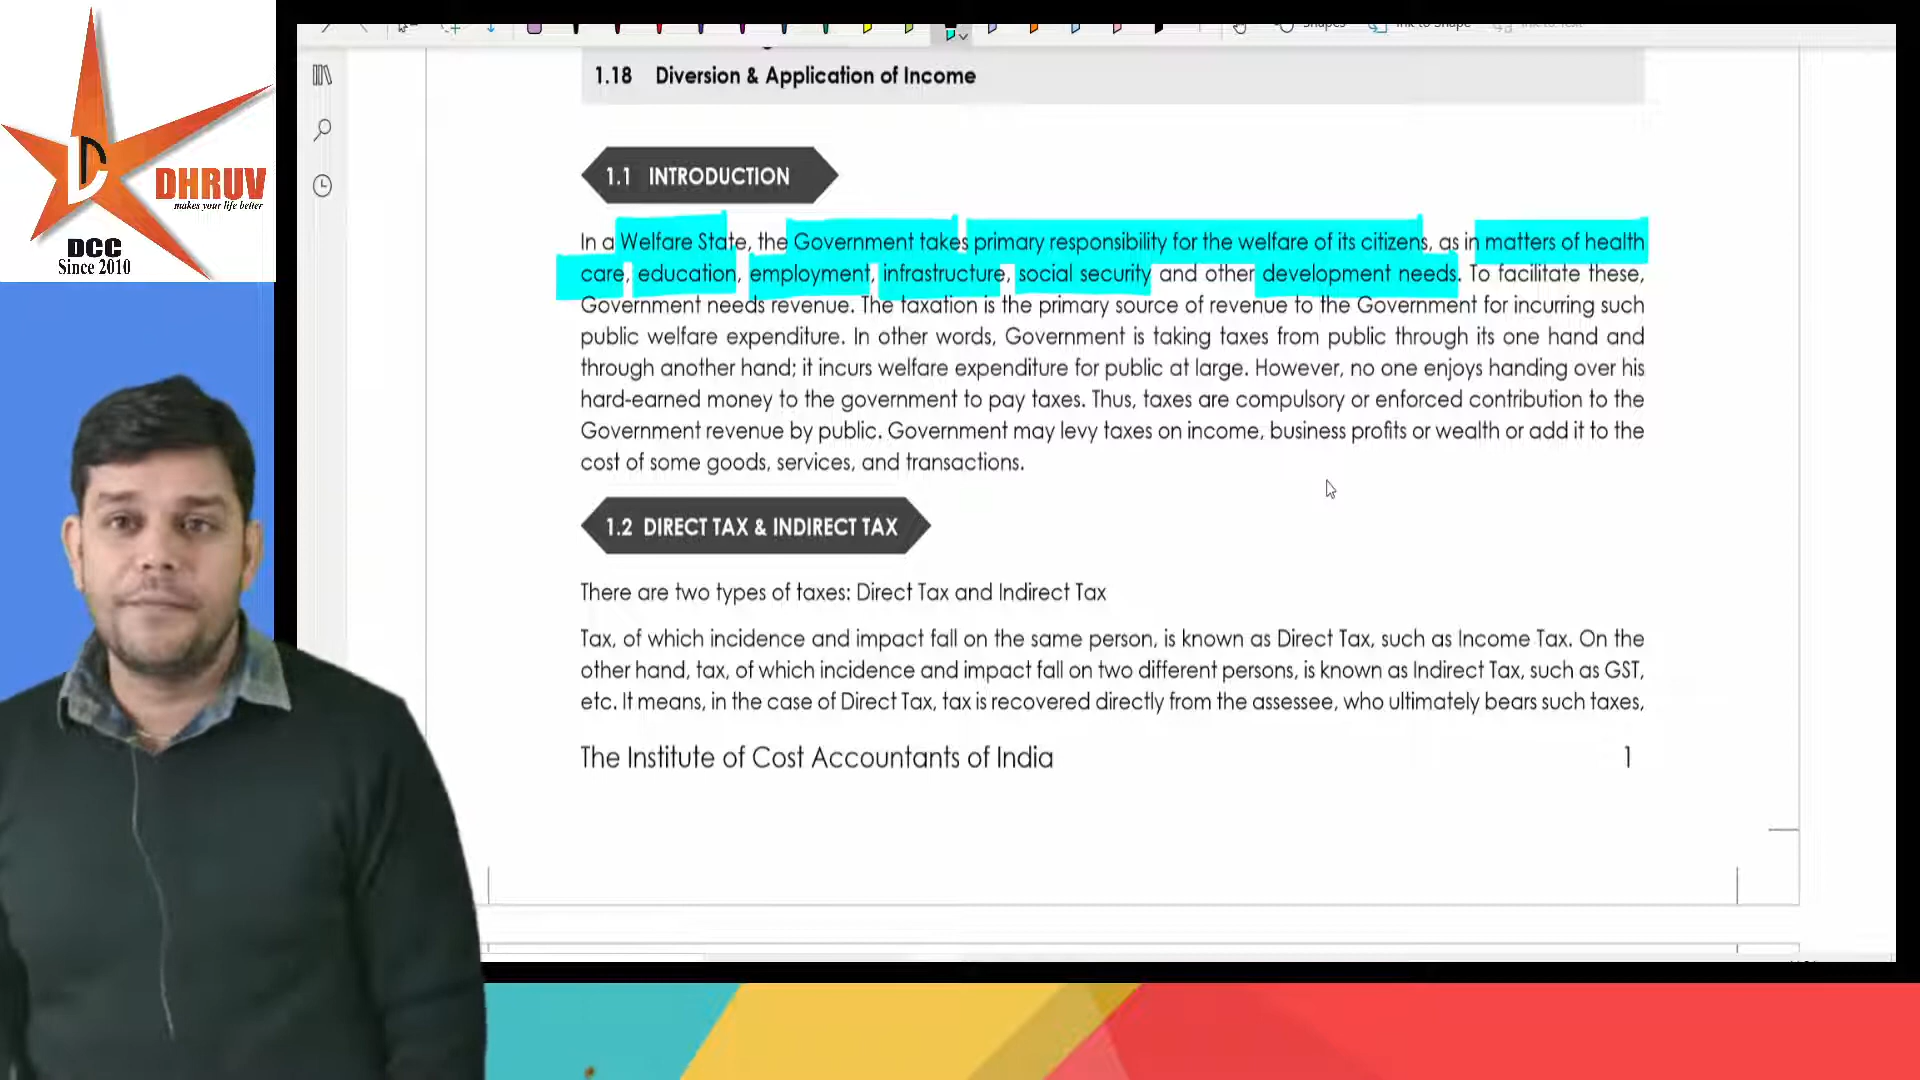 DHRUV
makes your life better
DCC
Since 2010
Shapes
Ink to Shape
Ink to Text
1.18 Diversion & Application of Income
1.1 INTRODUCTION
In a Welfare State, the Government takes primary responsibility for the welfare of its citizens, as in matters of health
care, education, employment, infrastructure, social security and other development needs. To facilitate these,
Government needs revenue. The taxation is the primary source of revenue to the Government for incurring such
public welfare expenditure. In other words, Government is taking taxes from public through its one hand and
through another hand; it incurs welfare expenditure for public at large. However, no one enjoys handing over his
hard-earned money to the government to pay taxes. Thus, taxes are compulsory or enforced contribution to the
Government revenue by public. Government may levy taxes on income, business profits or wealth or add it to the
cost of some goods, services, and transactions.
1.2 DIRECT TAX & INDIRECT TAX
There are two types of taxes: Direct Tax and Indirect Tax
Tax, of which incidence and impact fall on the same person, is known as Direct Tax, such as Income Tax. On the
other hand, tax, of which incidence and impact fall on two different persons, is known as Indirect Tax, such as GST,
etc. It means, in the case of Direct Tax, tax is recovered directly from the assessee, who ultimately bears such taxes,
The Institute of Cost Accountants of India
1